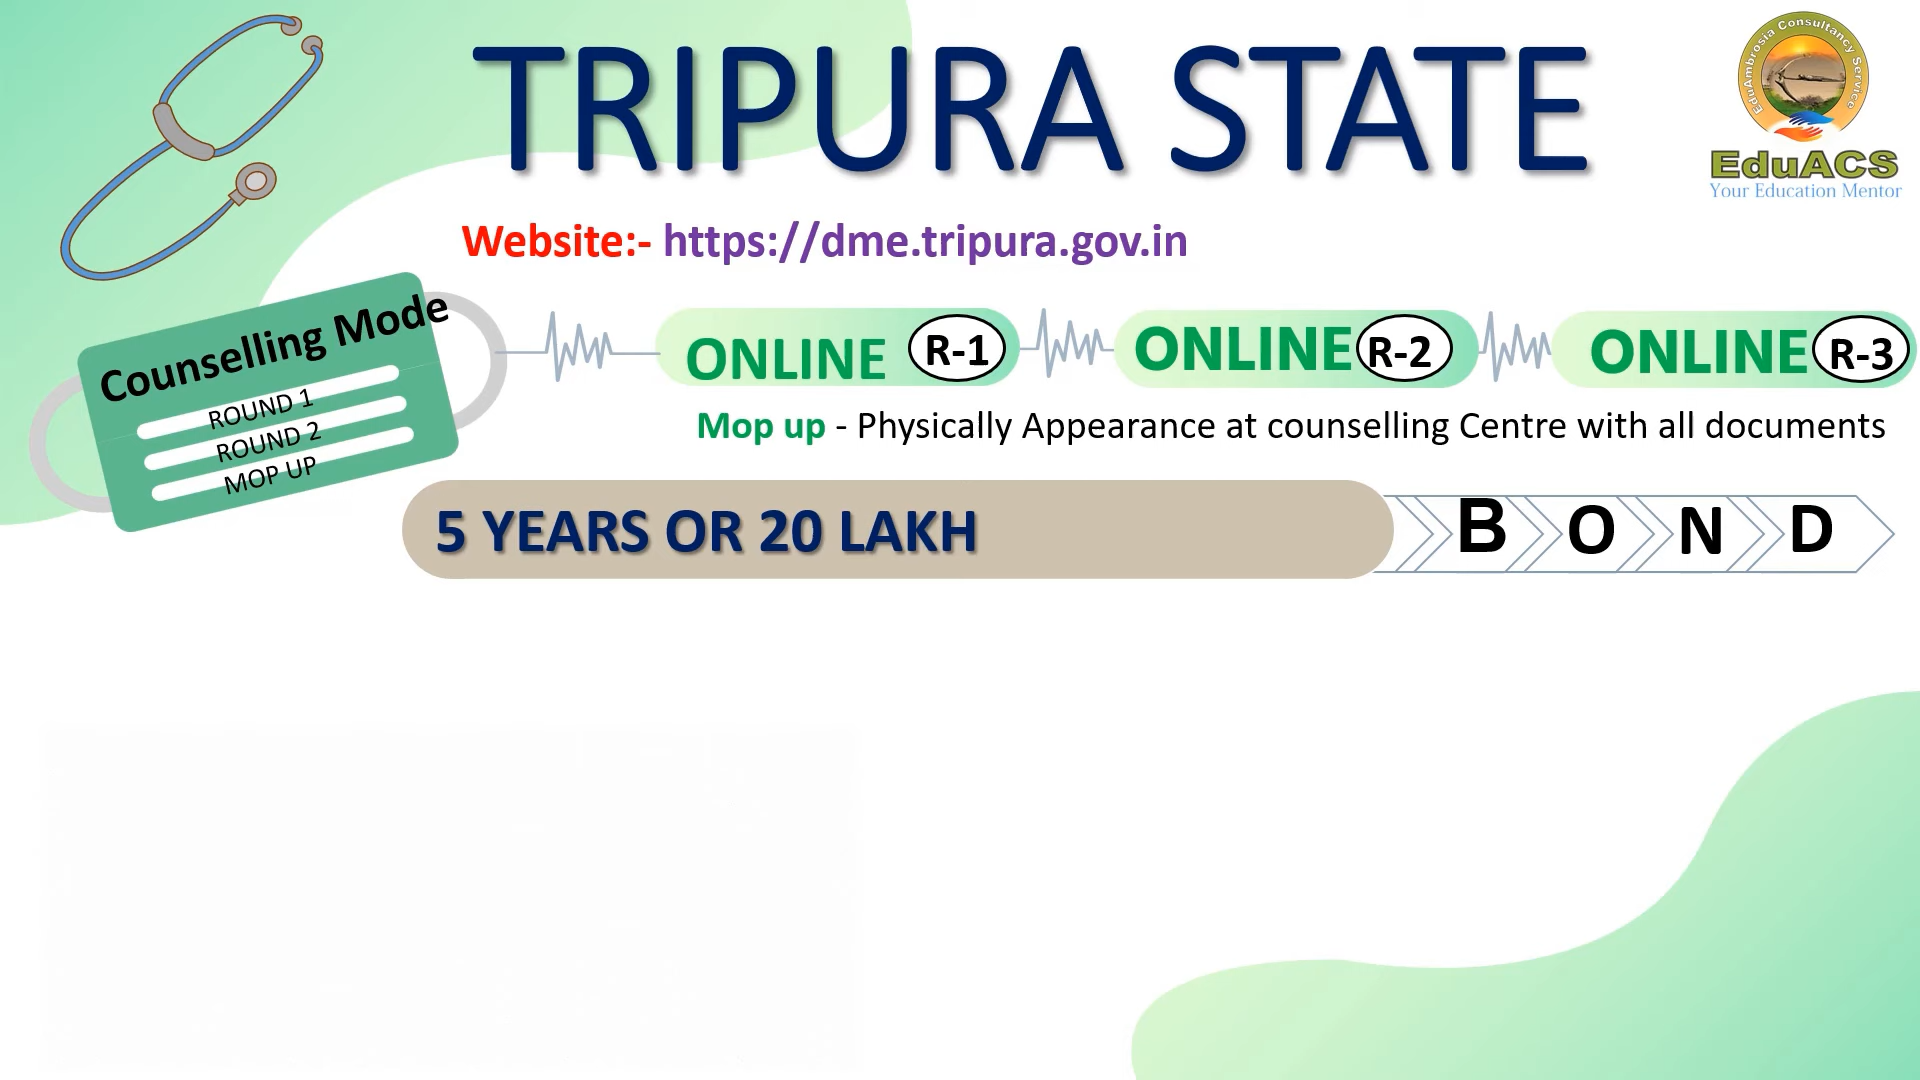 TRIPURA STATE
EduAmbrosia Consultancy Service
EduACS
Your Education Mentor
Website:- https://dme.tripura.gov.in
Counselling Mode
ROUND 1
ROUND 2
MOP UP
ONLINE R-1
ONLINE R-2
ONLINE R-3
Mop up - Physically Appearance at counselling Centre with all documents
5 YEARS OR 20 LAKH
B O N D